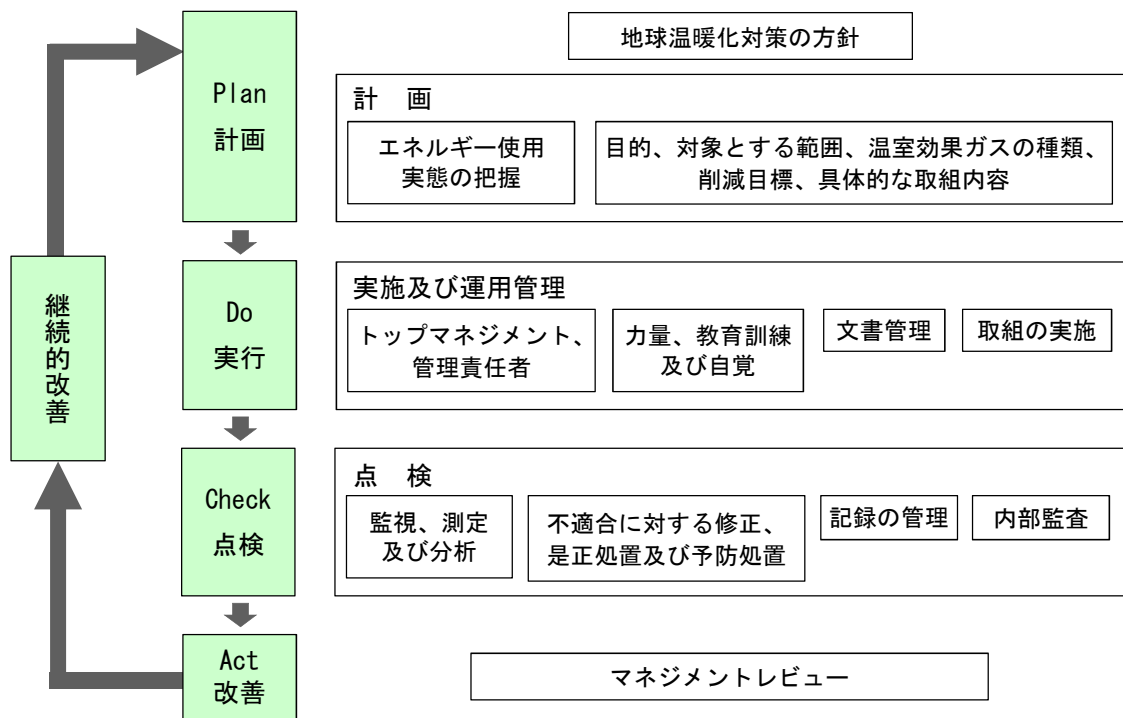 Plan
計画
地球温暖化対策の方針
計 画
エネルギー使用
実態の把握
目的、対象とする範囲、温室効果ガスの種類、
削減目標、具体的な取組内容
継続的改善
Do
実行
実施及び運用管理
トップマネジメント、
管理責任者
力量、教育訓練
及び自覚
文書管理
取組の実施
Check
点検
点 検
監視、測定
及び分析
不適合に対する修正、
是正処置及び予防処置
記録の管理
内部監査
Act
改善
マネジメントレビュー